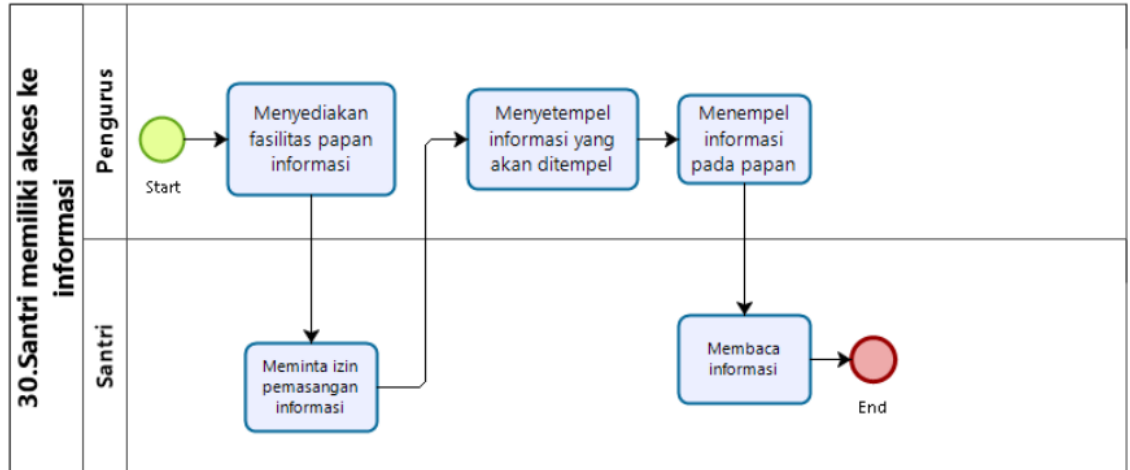 30.Santri memiliki akses ke
informasi
Pengurus
Start
Menyediakan
fasilitas papan
informasi
Menyetempel
informasi yang
akan ditempel
Menempel
informasi
pada papan
Santri
Meminta izin
pemasangan
informasi
Membaca
informasi
End